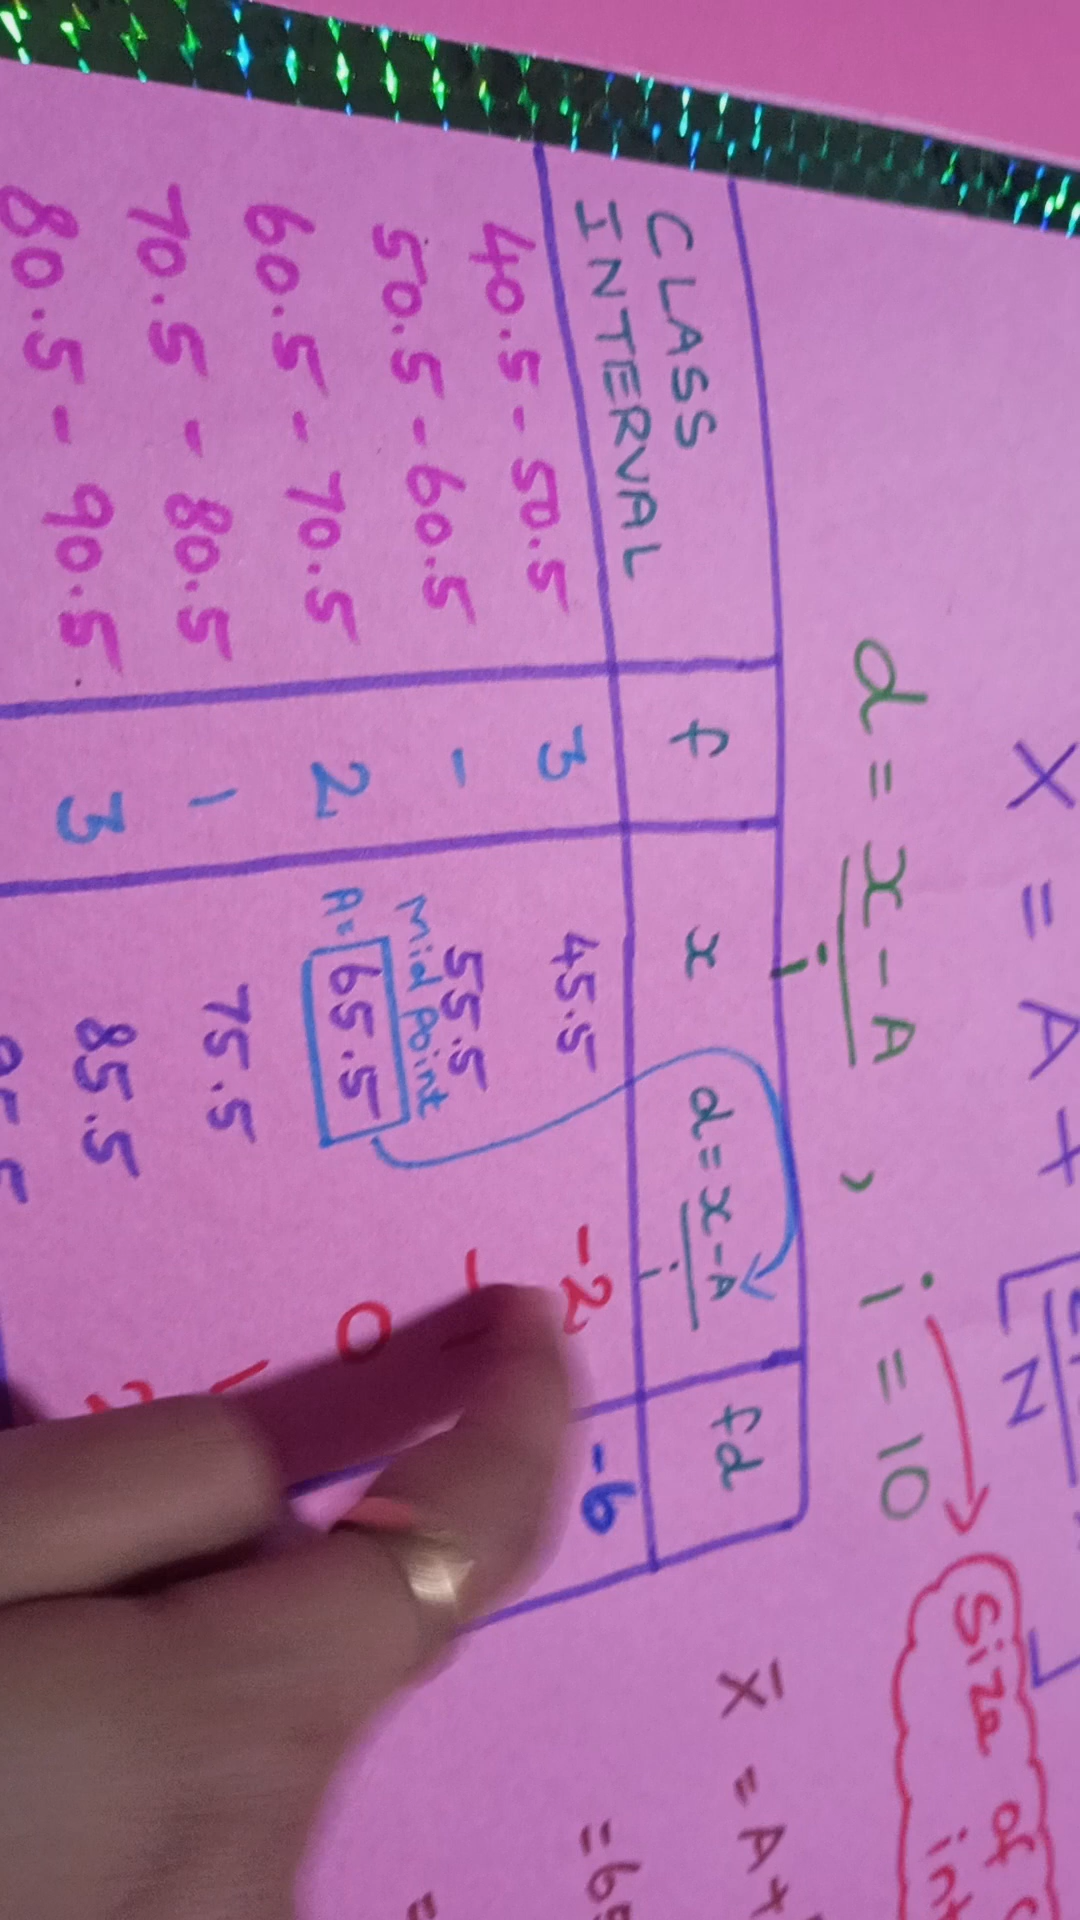 X = A +
N
d = x - A , i = 10
i
Size of
CLASS INTERVAL f x d = x - A fd
i
40.5 - 50.5 3 45.5 -2 -6
50.5 - 60.5 - 55.5
Mid point
60.5 - 70.5 2 A= 65.5 0
70.5 - 80.5 1 75.5 1
80.5 - 90.5 3 85.5
X̄ = A+